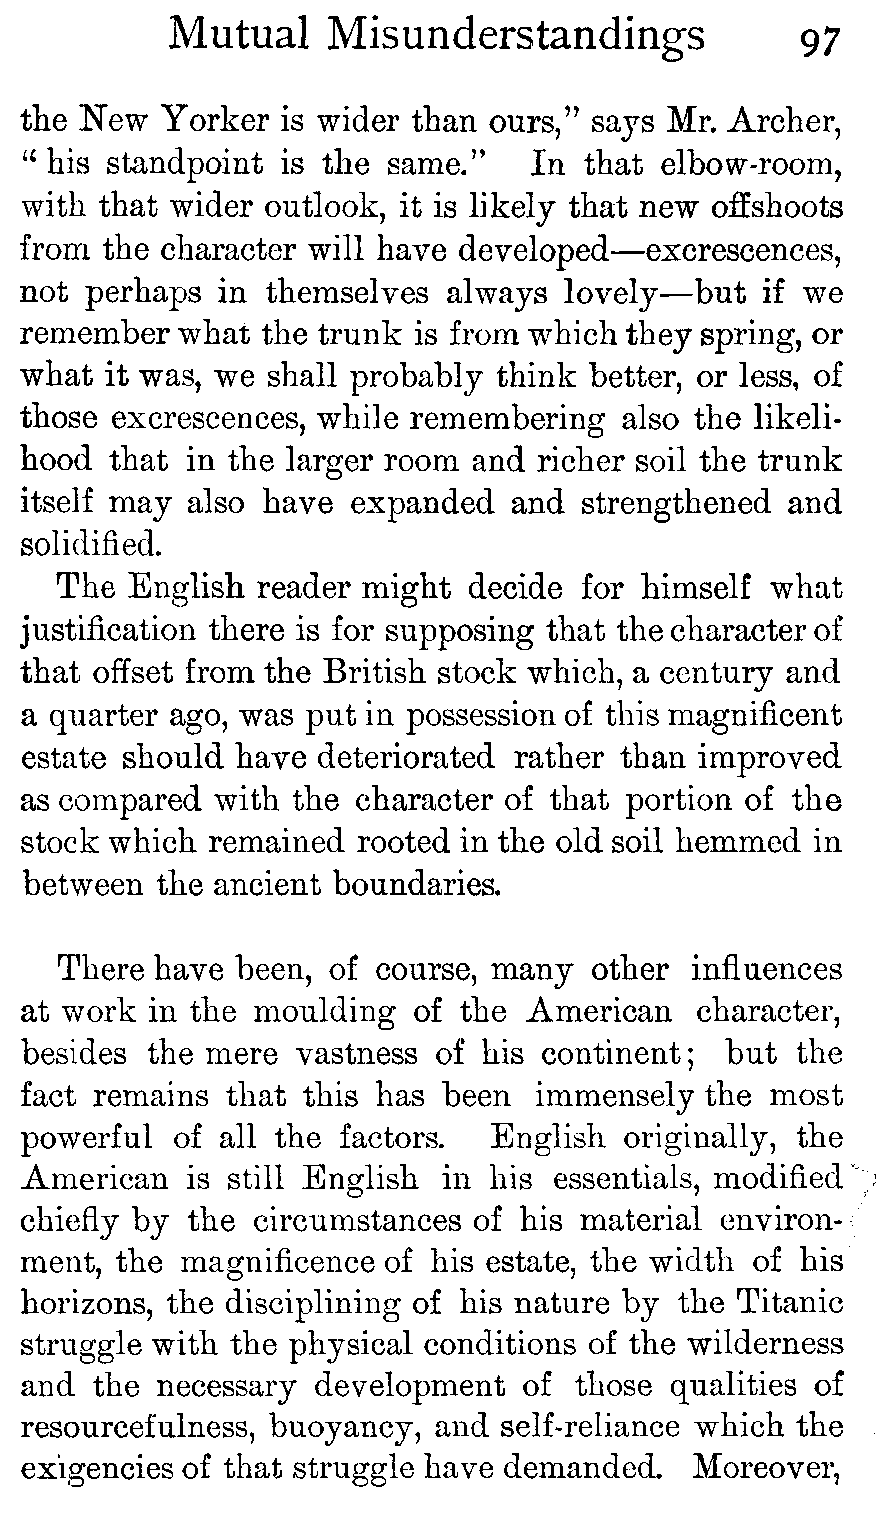 Mutual Misunderstandings 97
the New Yorker is wider than ours,” says Mr. Archer,
“ his standpoint is the same.” In that elbow-room,
with that wider outlook, it is likely that new offshoots
from the character will have developed—excrescences,
not perhaps in themselves always lovely—but if we
remember what the trunk is from which they spring, or
what it was, we shall probably think better, or less, of
those excrescences, while remembering also the likeli-
hood that in the larger room and richer soil the trunk
itself may also have expanded and strengthened and
solidified.
The English reader might decide for himself what
justification there is for supposing that the character of
that offset from the British stock which, a century and
a quarter ago, was put in possession of this magnificent
estate should have deteriorated rather than improved
as compared with the character of that portion of the
stock which remained rooted in the old soil hemmed in
between the ancient boundaries.
There have been, of course, many other influences
at work in the moulding of the American character,
besides the mere vastness of his continent; but the
fact remains that this has been immensely the most
powerful of all the factors. English originally, the
American is still English in his essentials, modified
chiefly by the circumstances of his material environ-
ment, the magnificence of his estate, the width of his
horizons, the disciplining of his nature by the Titanic
struggle with the physical conditions of the wilderness
and the necessary development of those qualities of
resourcefulness, buoyancy, and self-reliance which the
exigencies of that struggle have demanded. Moreover,